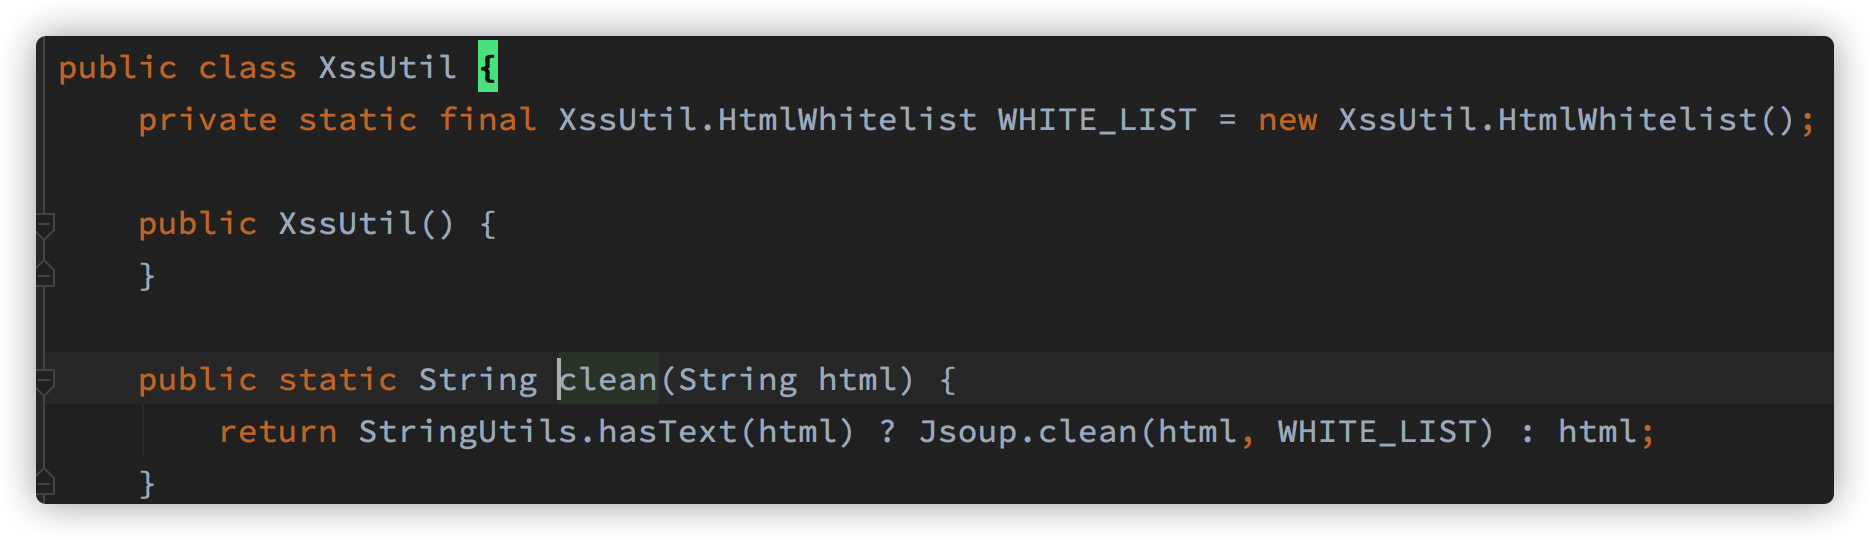 public class XssUtil {
    private static final XssUtil.HtmlWhitelist WHITE_LIST = new XssUtil.HtmlWhitelist();
    public XssUtil() {
    }
    public static String clean(String html) {
        return StringUtils.hasText(html) ? Jsoup.clean(html, WHITE_LIST) : html;
    }